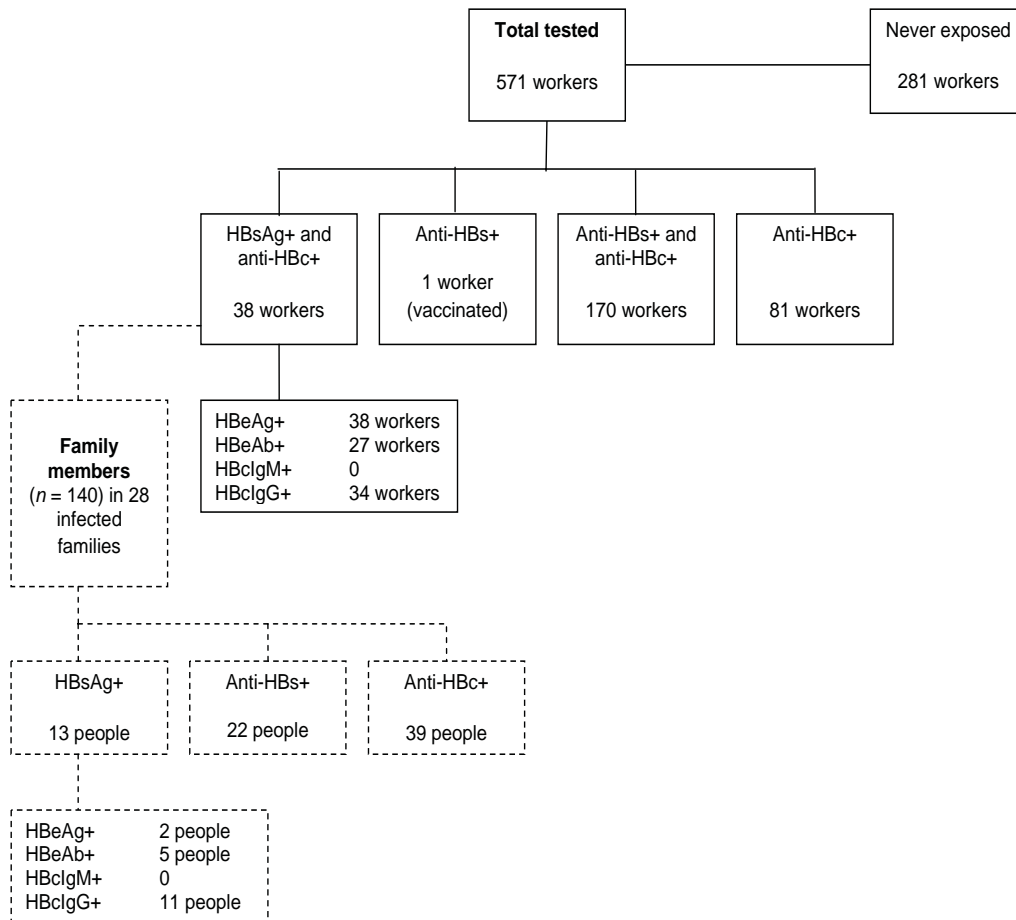 Total tested
571 workers
Never exposed
281 workers
HBsAg+ and
anti-HBc+
38 workers
Anti-HBs+
1 worker
(vaccinated)
Anti-HBs+ and
anti-HBc+
170 workers
Anti-HBc+
81 workers
HBeAg+ 38 workers
HBeAb+ 27 workers
HBcIgM+ 0
HBcIgG+ 34 workers
Family
members
(n = 140) in 28
infected
families
HBsAg+
13 people
Anti-HBs+
22 people
Anti-HBc+
39 people
HBeAg+ 2 people
HBeAb+ 5 people
HBcIgM+ 0
HBcIgG+ 11 people